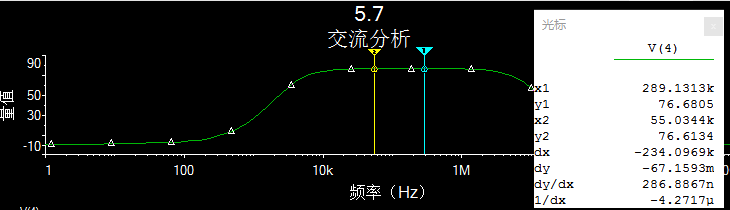 5.7
交流分析
量值
90
50
30
-10
1
100
10k
1M
频率（Hz）
V(4)
光标
V(4)
x1 289.1313k
y1 76.6805
x2 55.0344k
y2 76.6134
dx -234.0969k
dy -67.1593m
dy/dx 286.8867n
1/dx -4.2717µ